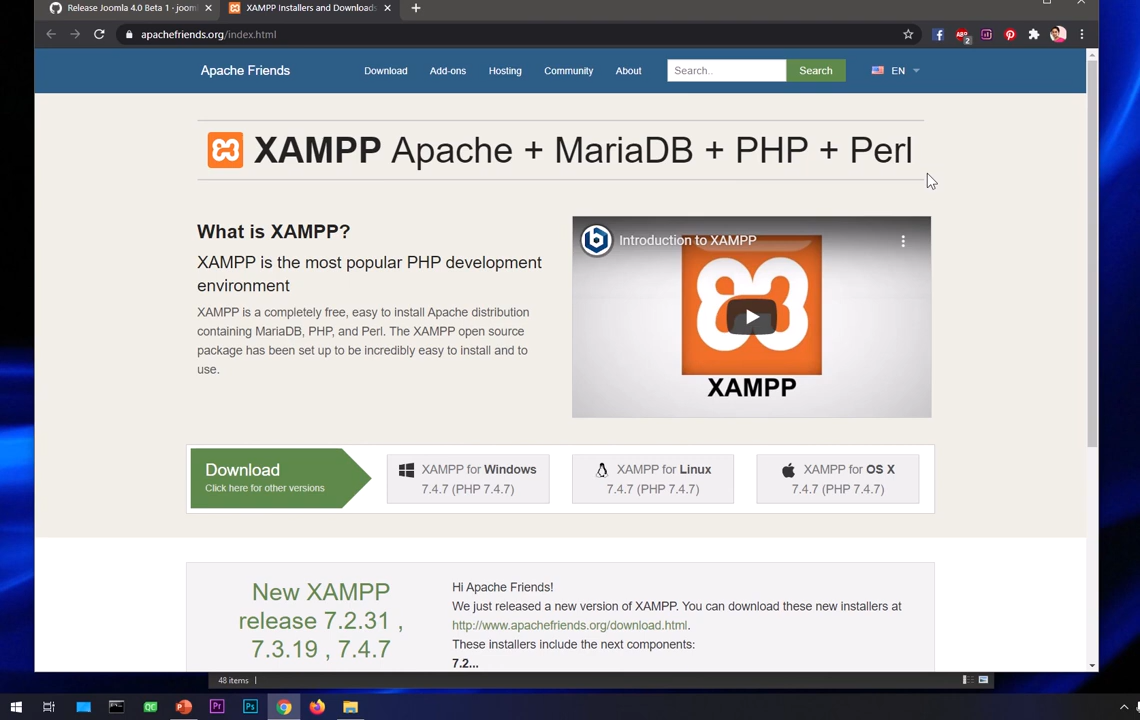 Release Joomla 4.0 Beta 1 · joom
XAMPP Installers and Downloads
apachefriends.org/index.html
ABP
2
Apache Friends
Download
Add-ons
Hosting
Community
About
Search..
Search
EN
XAMPP Apache + MariaDB + PHP + Perl
What is XAMPP?
XAMPP is the most popular PHP development
environment
XAMPP is a completely free, easy to install Apache distribution
containing MariaDB, PHP, and Perl. The XAMPP open source
package has been set up to be incredibly easy to install and to
use.
Introduction to XAMPP
XAMPP
Download
Click here for other versions
XAMPP for Windows
7.4.7 (PHP 7.4.7)
XAMPP for Linux
7.4.7 (PHP 7.4.7)
XAMPP for OS X
7.4.7 (PHP 7.4.7)
New XAMPP
release 7.2.31 ,
7.3.19 , 7.4.7
Hi Apache Friends!
We just released a new version of XAMPP. You can download these new installers at
http://www.apachefriends.org/download.html.
These installers include the next components:
7.2...
48 items
QC
Pr
Ps